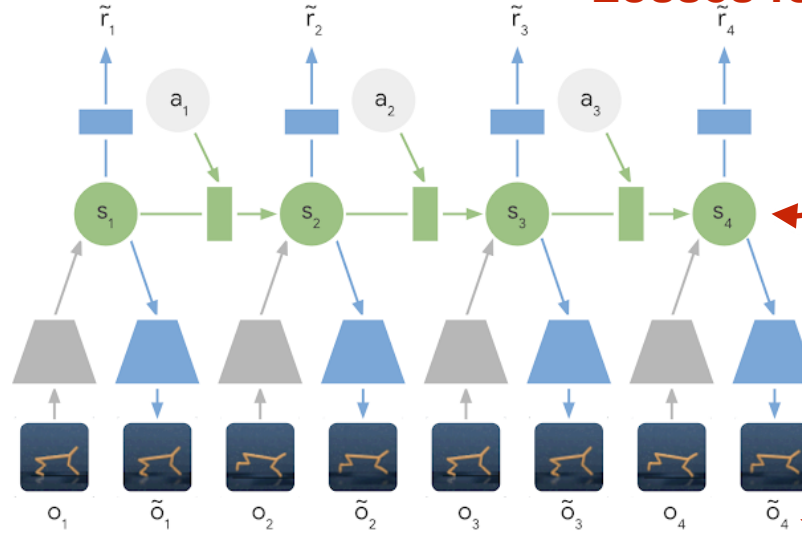 r̃₁ r̃₂ r̃₃ r̃₄
a₁ a₂ a₃
s₁ s₂ s₃ s₄
o₁ õ₁ o₂ õ₂ o₃ õ₃ o₄ õ₄